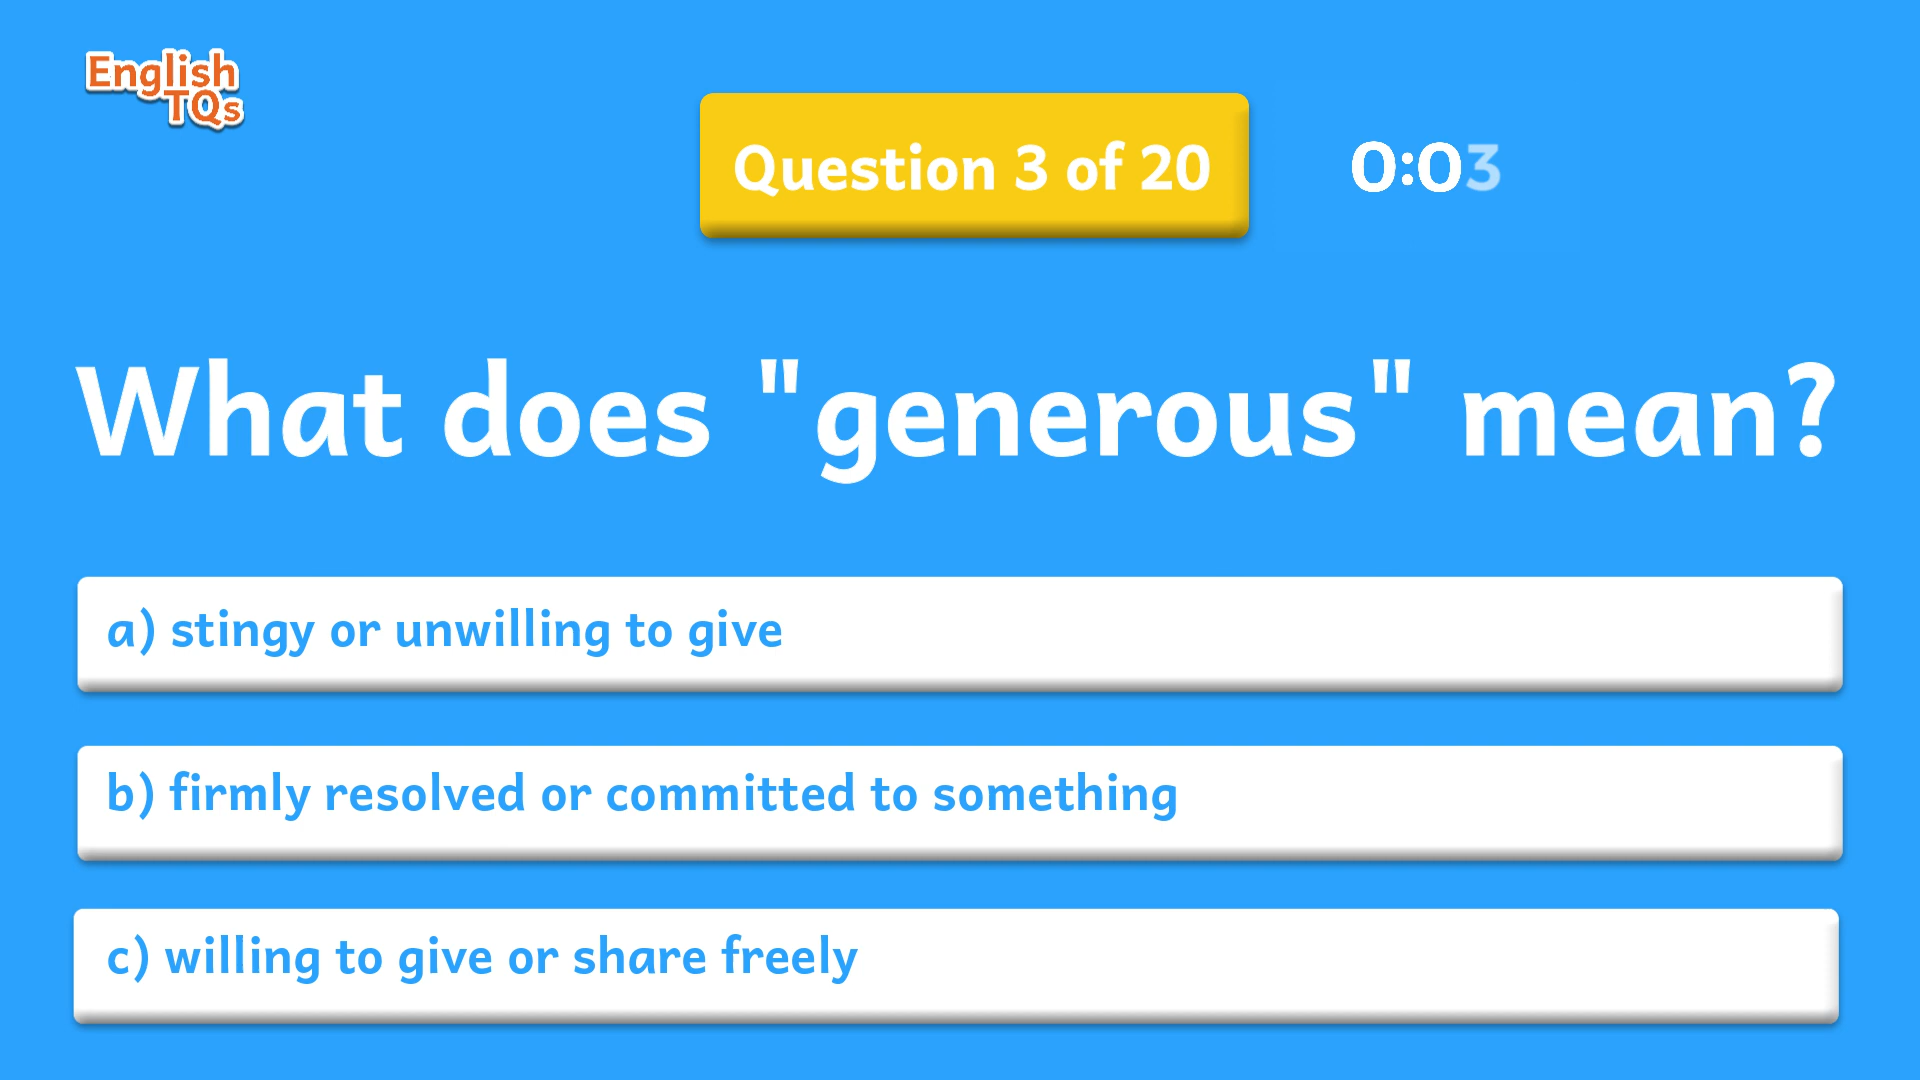 English
TQs
Question 3 of 20
0:03
What does "generous" mean?
a) stingy or unwilling to give
b) firmly resolved or committed to something
c) willing to give or share freely